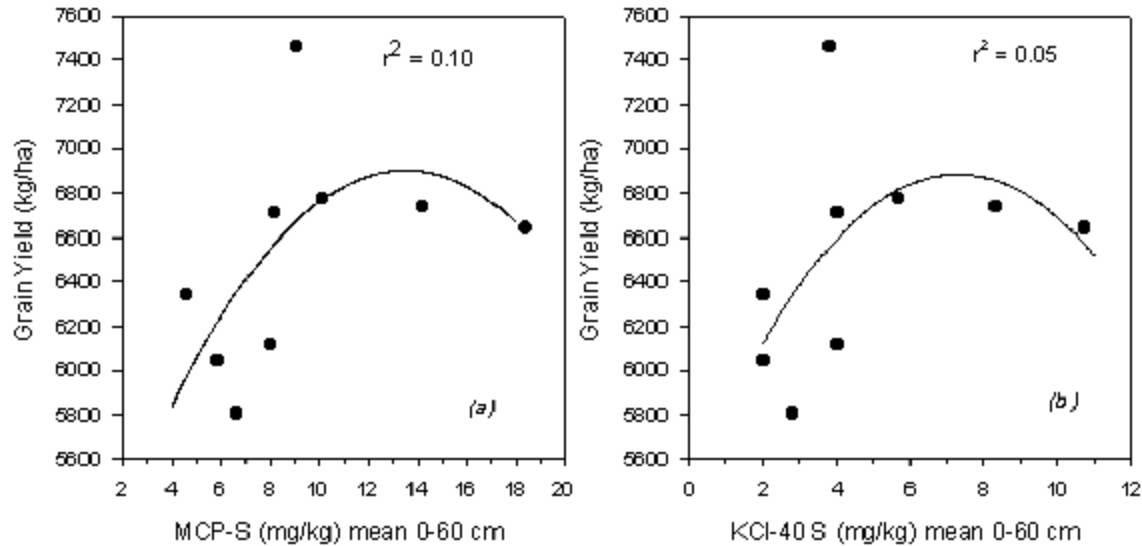 7600
7400
7200
7000
6800
6600
6400
6200
6000
5800
5600
Grain Yield (kg/ha)
r2 = 0.10
(a)
2 4 6 8 10 12 14 16 18 20
MCP-S (mg/kg) mean 0-60 cm
7600
7400
7200
7000
6800
6600
6400
6200
6000
5800
5600
Grain Yield (kg/ha)
r2 = 0.05
(b)
0 2 4 6 8 10 12
KCl-40 S (mg/kg) mean 0-60 cm